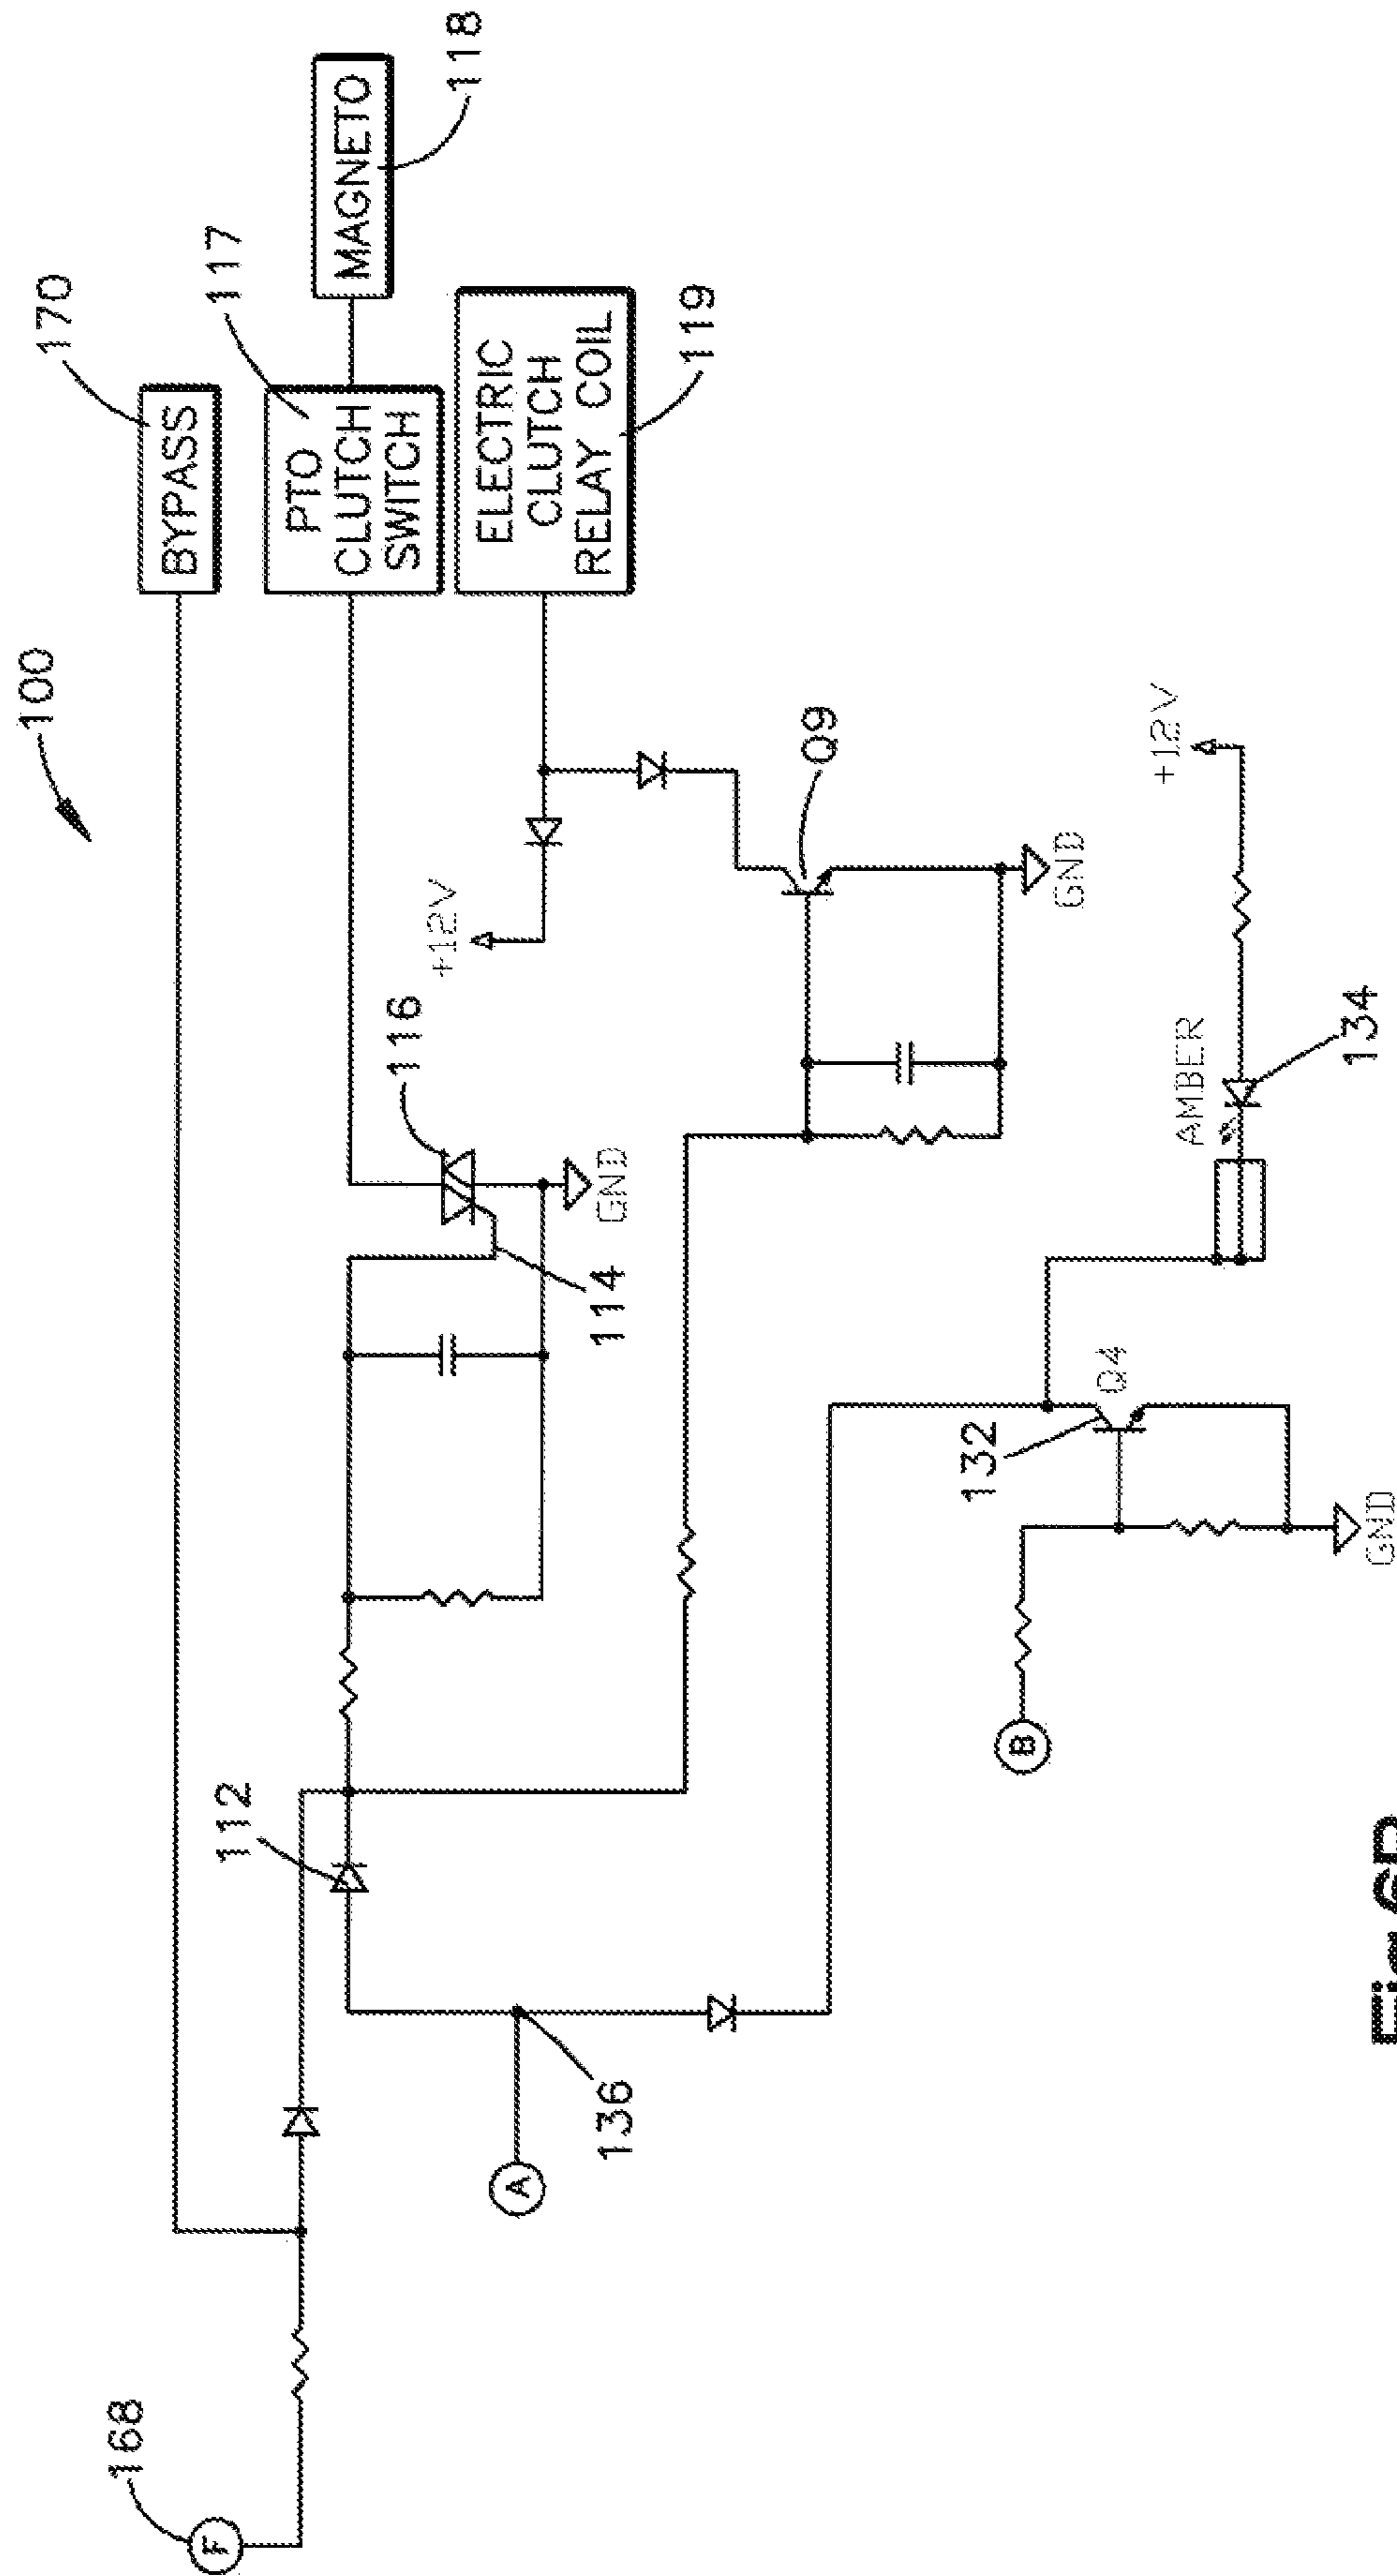 100
170
BYPASS
117
PTO
CLUTCH
SWITCH
MAGNETO
118
ELECTRIC
CLUTCH
RELAY COIL
119
168
F
112
116
114
GND
+12V
Q9
GND
A
136
B
132
Q4
GND
AMBER
134
+12V